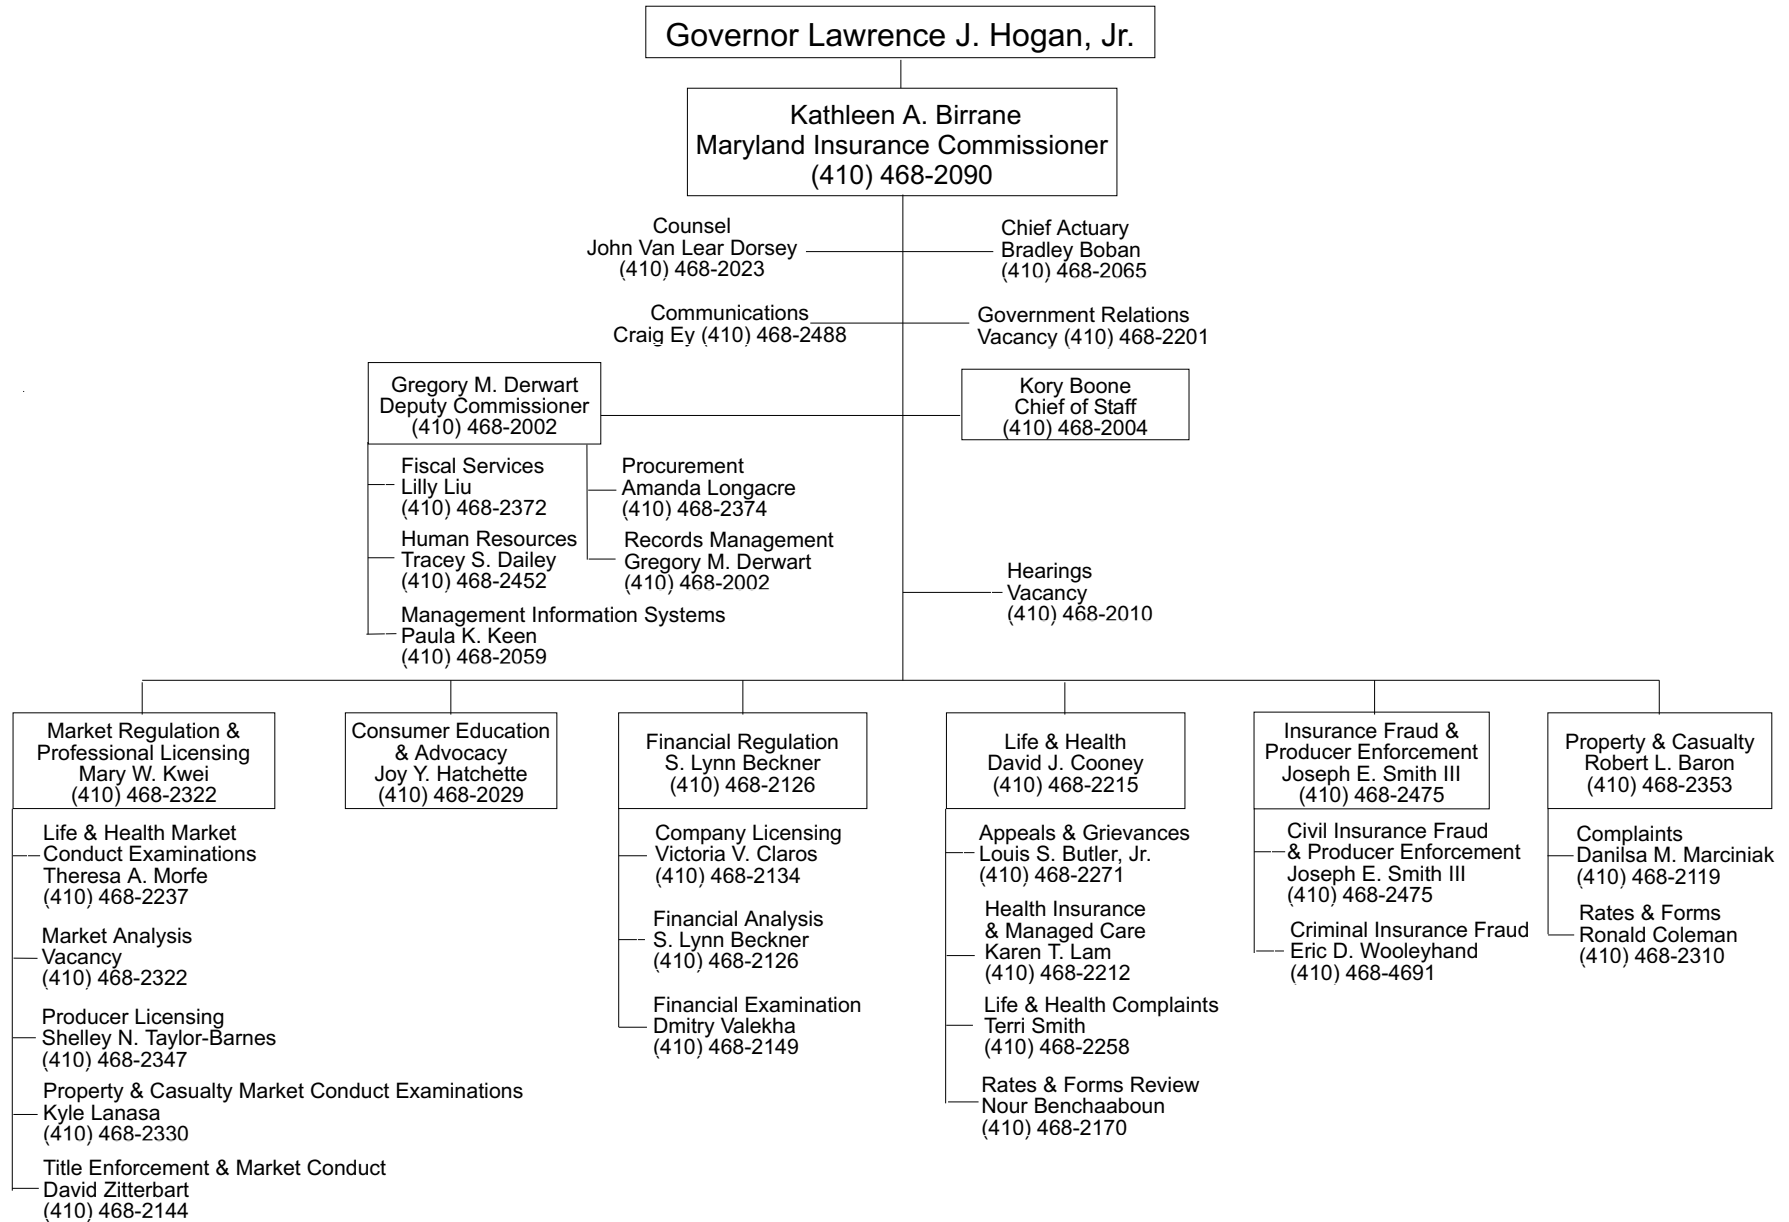 Governor Lawrence J. Hogan, Jr.
Kathleen A. Birrane
Maryland Insurance Commissioner
(410) 468-2090
Counsel
John Van Lear Dorsey
(410) 468-2023
Chief Actuary
Bradley Boban
(410) 468-2065
Communications
Craig Ey (410) 468-2488
Government Relations
Vacancy (410) 468-2201
Gregory M. Derwart
Deputy Commissioner
(410) 468-2002
Kory Boone
Chief of Staff
(410) 468-2004
Fiscal Services
Lilly Liu
(410) 468-2372
Procurement
Amanda Longacre
(410) 468-2374
Human Resources
Tracey S. Dailey
(410) 468-2452
Records Management
Gregory M. Derwart
(410) 468-2002
Management Information Systems
Paula K. Keen
(410) 468-2059
Hearings
Vacancy
(410) 468-2010
Market Regulation &
Professional Licensing
Mary W. Kwei
(410) 468-2322
Life & Health Market
Conduct Examinations
Theresa A. Morfe
(410) 468-2237
Market Analysis
Vacancy
(410) 468-2322
Producer Licensing
Shelley N. Taylor-Barnes
(410) 468-2347
Property & Casualty Market Conduct Examinations
Kyle Lanasa
(410) 468-2330
Title Enforcement & Market Conduct
David Zitterbart
(410) 468-2144
Consumer Education
& Advocacy
Joy Y. Hatchette
(410) 468-2029
Financial Regulation
S. Lynn Beckner
(410) 468-2126
Company Licensing
Victoria V. Claros
(410) 468-2134
Financial Analysis
S. Lynn Beckner
(410) 468-2126
Financial Examination
Dmitry Valekha
(410) 468-2149
Life & Health
David J. Cooney
(410) 468-2215
Appeals & Grievances
Louis S. Butler, Jr.
(410) 468-2271
Health Insurance
& Managed Care
Karen T. Lam
(410) 468-2212
Life & Health Complaints
Terri Smith
(410) 468-2258
Rates & Forms Review
Nour Benchaaboun
(410) 468-2170
Insurance Fraud &
Producer Enforcement
Joseph E. Smith III
(410) 468-2475
Civil Insurance Fraud
& Producer Enforcement
Joseph E. Smith III
(410) 468-2475
Criminal Insurance Fraud
Eric D. Wooleyhand
(410) 468-4691
Property & Casualty
Robert L. Baron
(410) 468-2353
Complaints
Danilsa M. Marciniak
(410) 468-2119
Rates & Forms
Ronald Coleman
(410) 468-2310